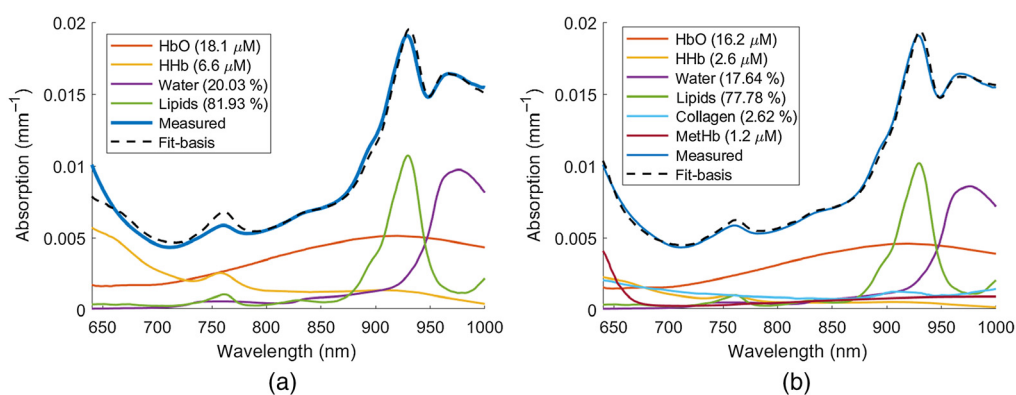 0.02
0.015
0.01
0.005
0
Absorption (mm−1)
HbO (18.1 μM)
HHb (6.6 μM)
Water (20.03 %)
Lipids (81.93 %)
Measured
Fit-basis
650 700 750 800 850 900 950 1000
Wavelength (nm)
(a)
0.02
0.015
0.01
0.005
0
Absorption (mm−1)
HbO (16.2 μM)
HHb (2.6 μM)
Water (17.64 %)
Lipids (77.78 %)
Collagen (2.62 %)
MetHb (1.2 μM)
Measured
Fit-basis
650 700 750 800 850 900 950 1000
Wavelength (nm)
(b)